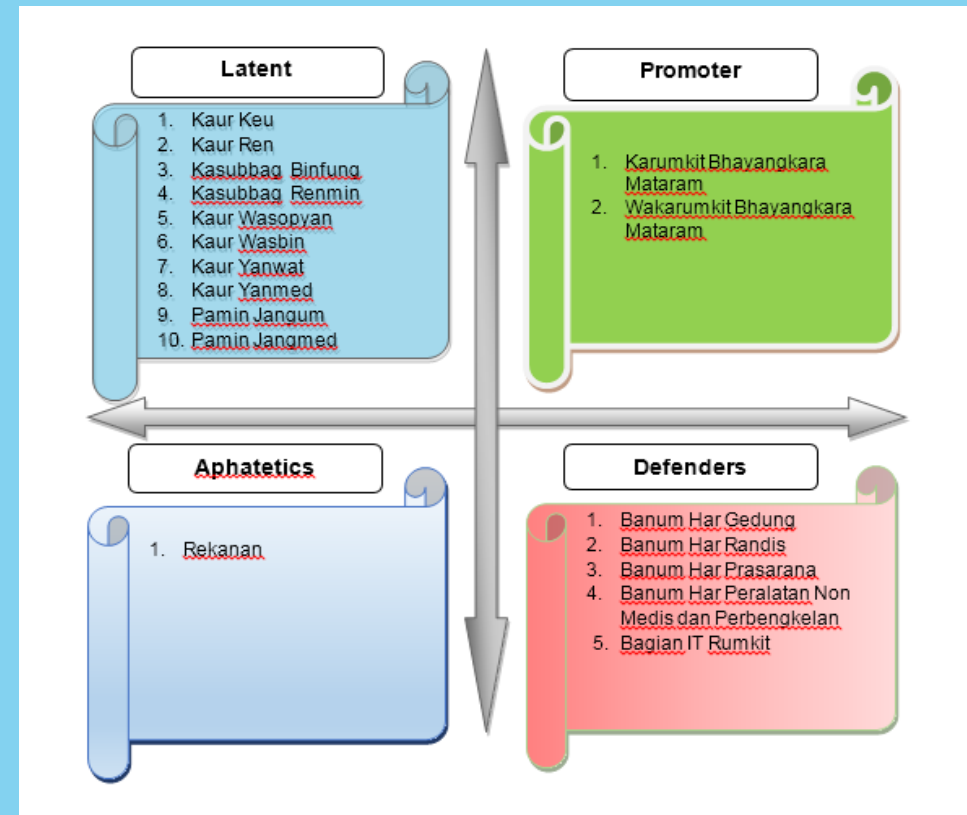 Latent
1. Kaur Keu
2. Kaur Ren
3. Kasubbag Binfung
4. Kasubbag Renmin
5. Kaur Wasopyan
6. Kaur Wasbin
7. Kaur Yanwat
8. Kaur Yanmed
9. Pamin Jangum
10. Pamin Jangmed
Promoter
1. Karumkit Bhayangkara
Mataram
2. Wakarumkit Bhayangkara
Mataram
Aphatetics
1. Rekanan
Defenders
1. Banum Har Gedung
2. Banum Har Randis
3. Banum Har Prasarana
4. Banum Har Peralatan Non
Medis dan Perbengkelan
5. Bagian IT Rumkit